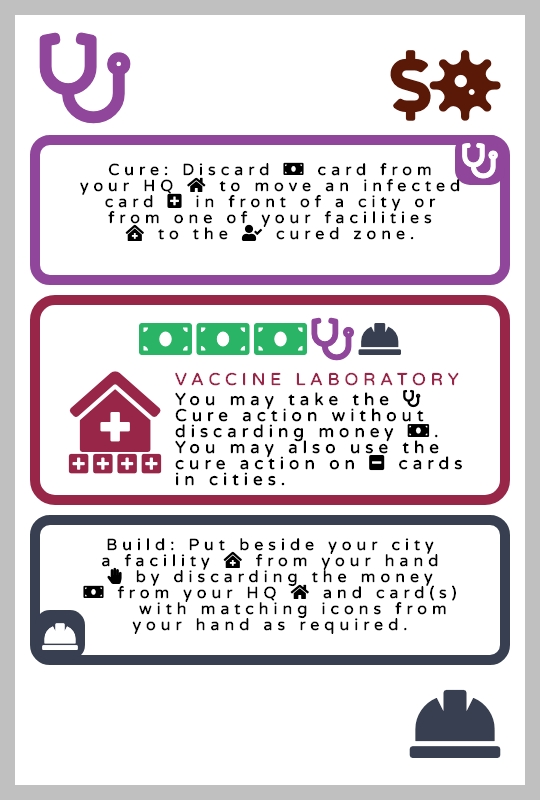 $
Cure: Discard card from
your HQ to move an infected
card in front of a city or
from one of your facilities
to the cured zone.
VACCINE LABORATORY
You may take the
Cure action without
discarding money .
You may also use the
cure action on cards
in cities.
Build: Put beside your city
a facility from your hand
by discarding the money
from your HQ and card(s)
with matching icons from
your hand as required.